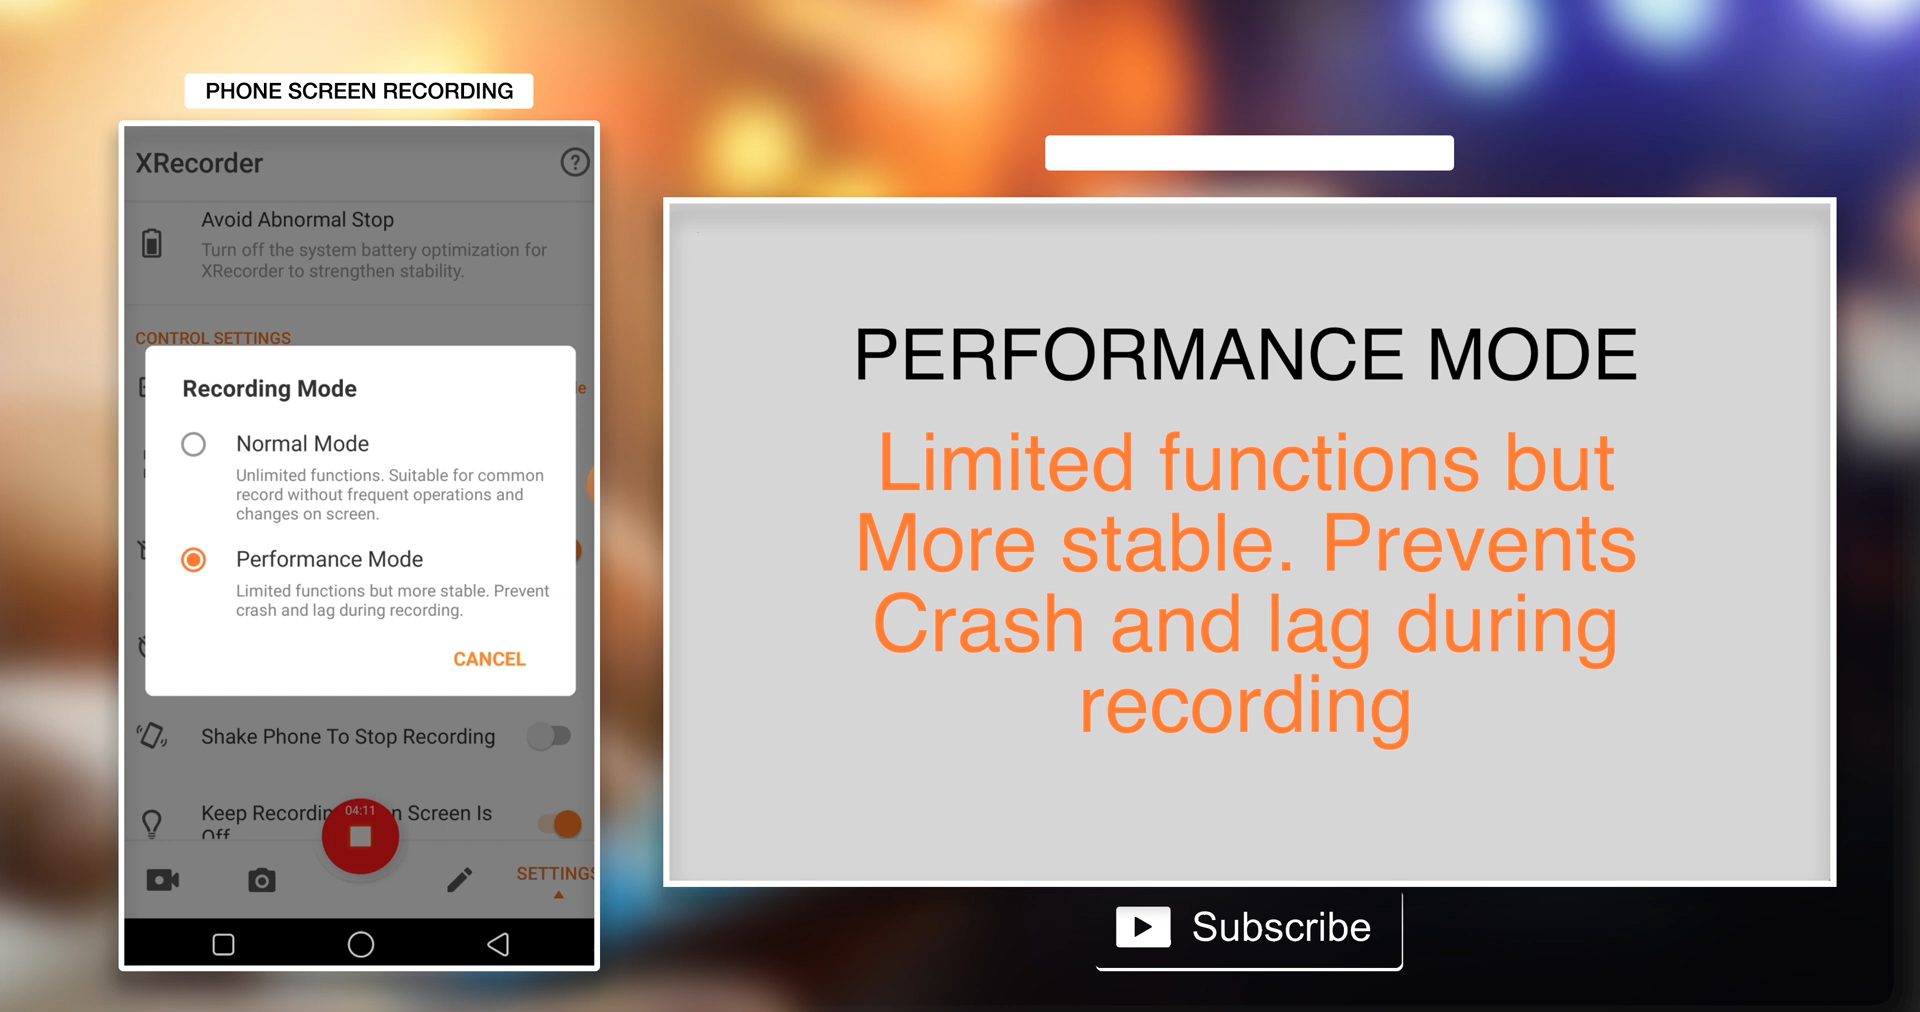 PHONE SCREEN RECORDING
XRecorder
Avoid Abnormal Stop
Turn off the system battery optimization for
XRecorder to strengthen stability.
CONTROL SETTINGS
Recording Mode
Normal Mode
Unlimited functions. Suitable for common
record without frequent operations and
changes on screen.
Performance Mode
Limited functions but more stable. Prevent
crash and lag during recording.
CANCEL
Shake Phone To Stop Recording
Keep Recordin n Screen Is
Off
04:11
SETTINGS
PERFORMANCE MODE
Limited functions but
More stable. Prevents
Crash and lag during
recording
Subscribe